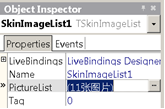 Object Inspector
SkinImageList1 TSkinImageList
Properties Events
LiveBindings LiveBindings Designer
Name SkinImageList1
PictureList (11张图片)
Tag 0